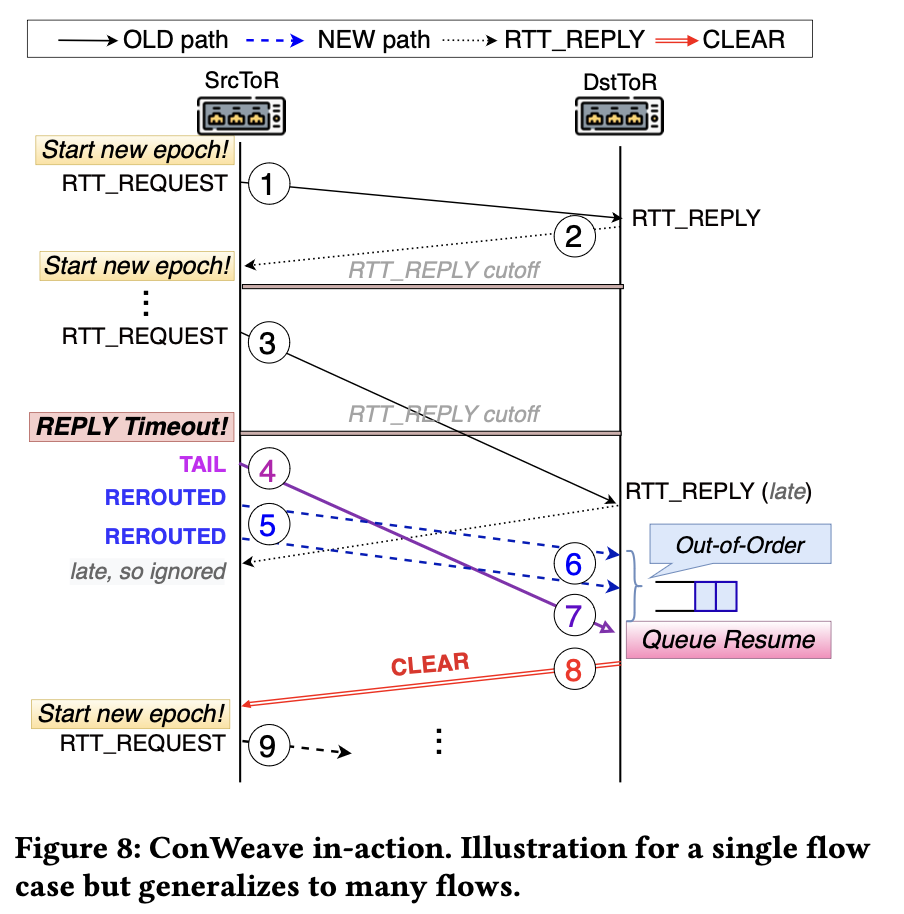 OLD path NEW path RTT_REPLY CLEAR
SrcToR DstToR
Start new epoch!
RTT_REQUEST 1
RTT_REPLY
2
Start new epoch!
RTT_REPLY cutoff
⋮
RTT_REQUEST 3
RTT_REPLY cutoff
REPLY Timeout!
TAIL 4
RTT_REPLY (late)
REROUTED
5
REROUTED
Out-of-Order
6
late, so ignored
7
Queue Resume
CLEAR 8
Start new epoch!
RTT_REQUEST 9 ⋮
Figure 8: ConWeave in-action. Illustration for a single flow
case but generalizes to many flows.